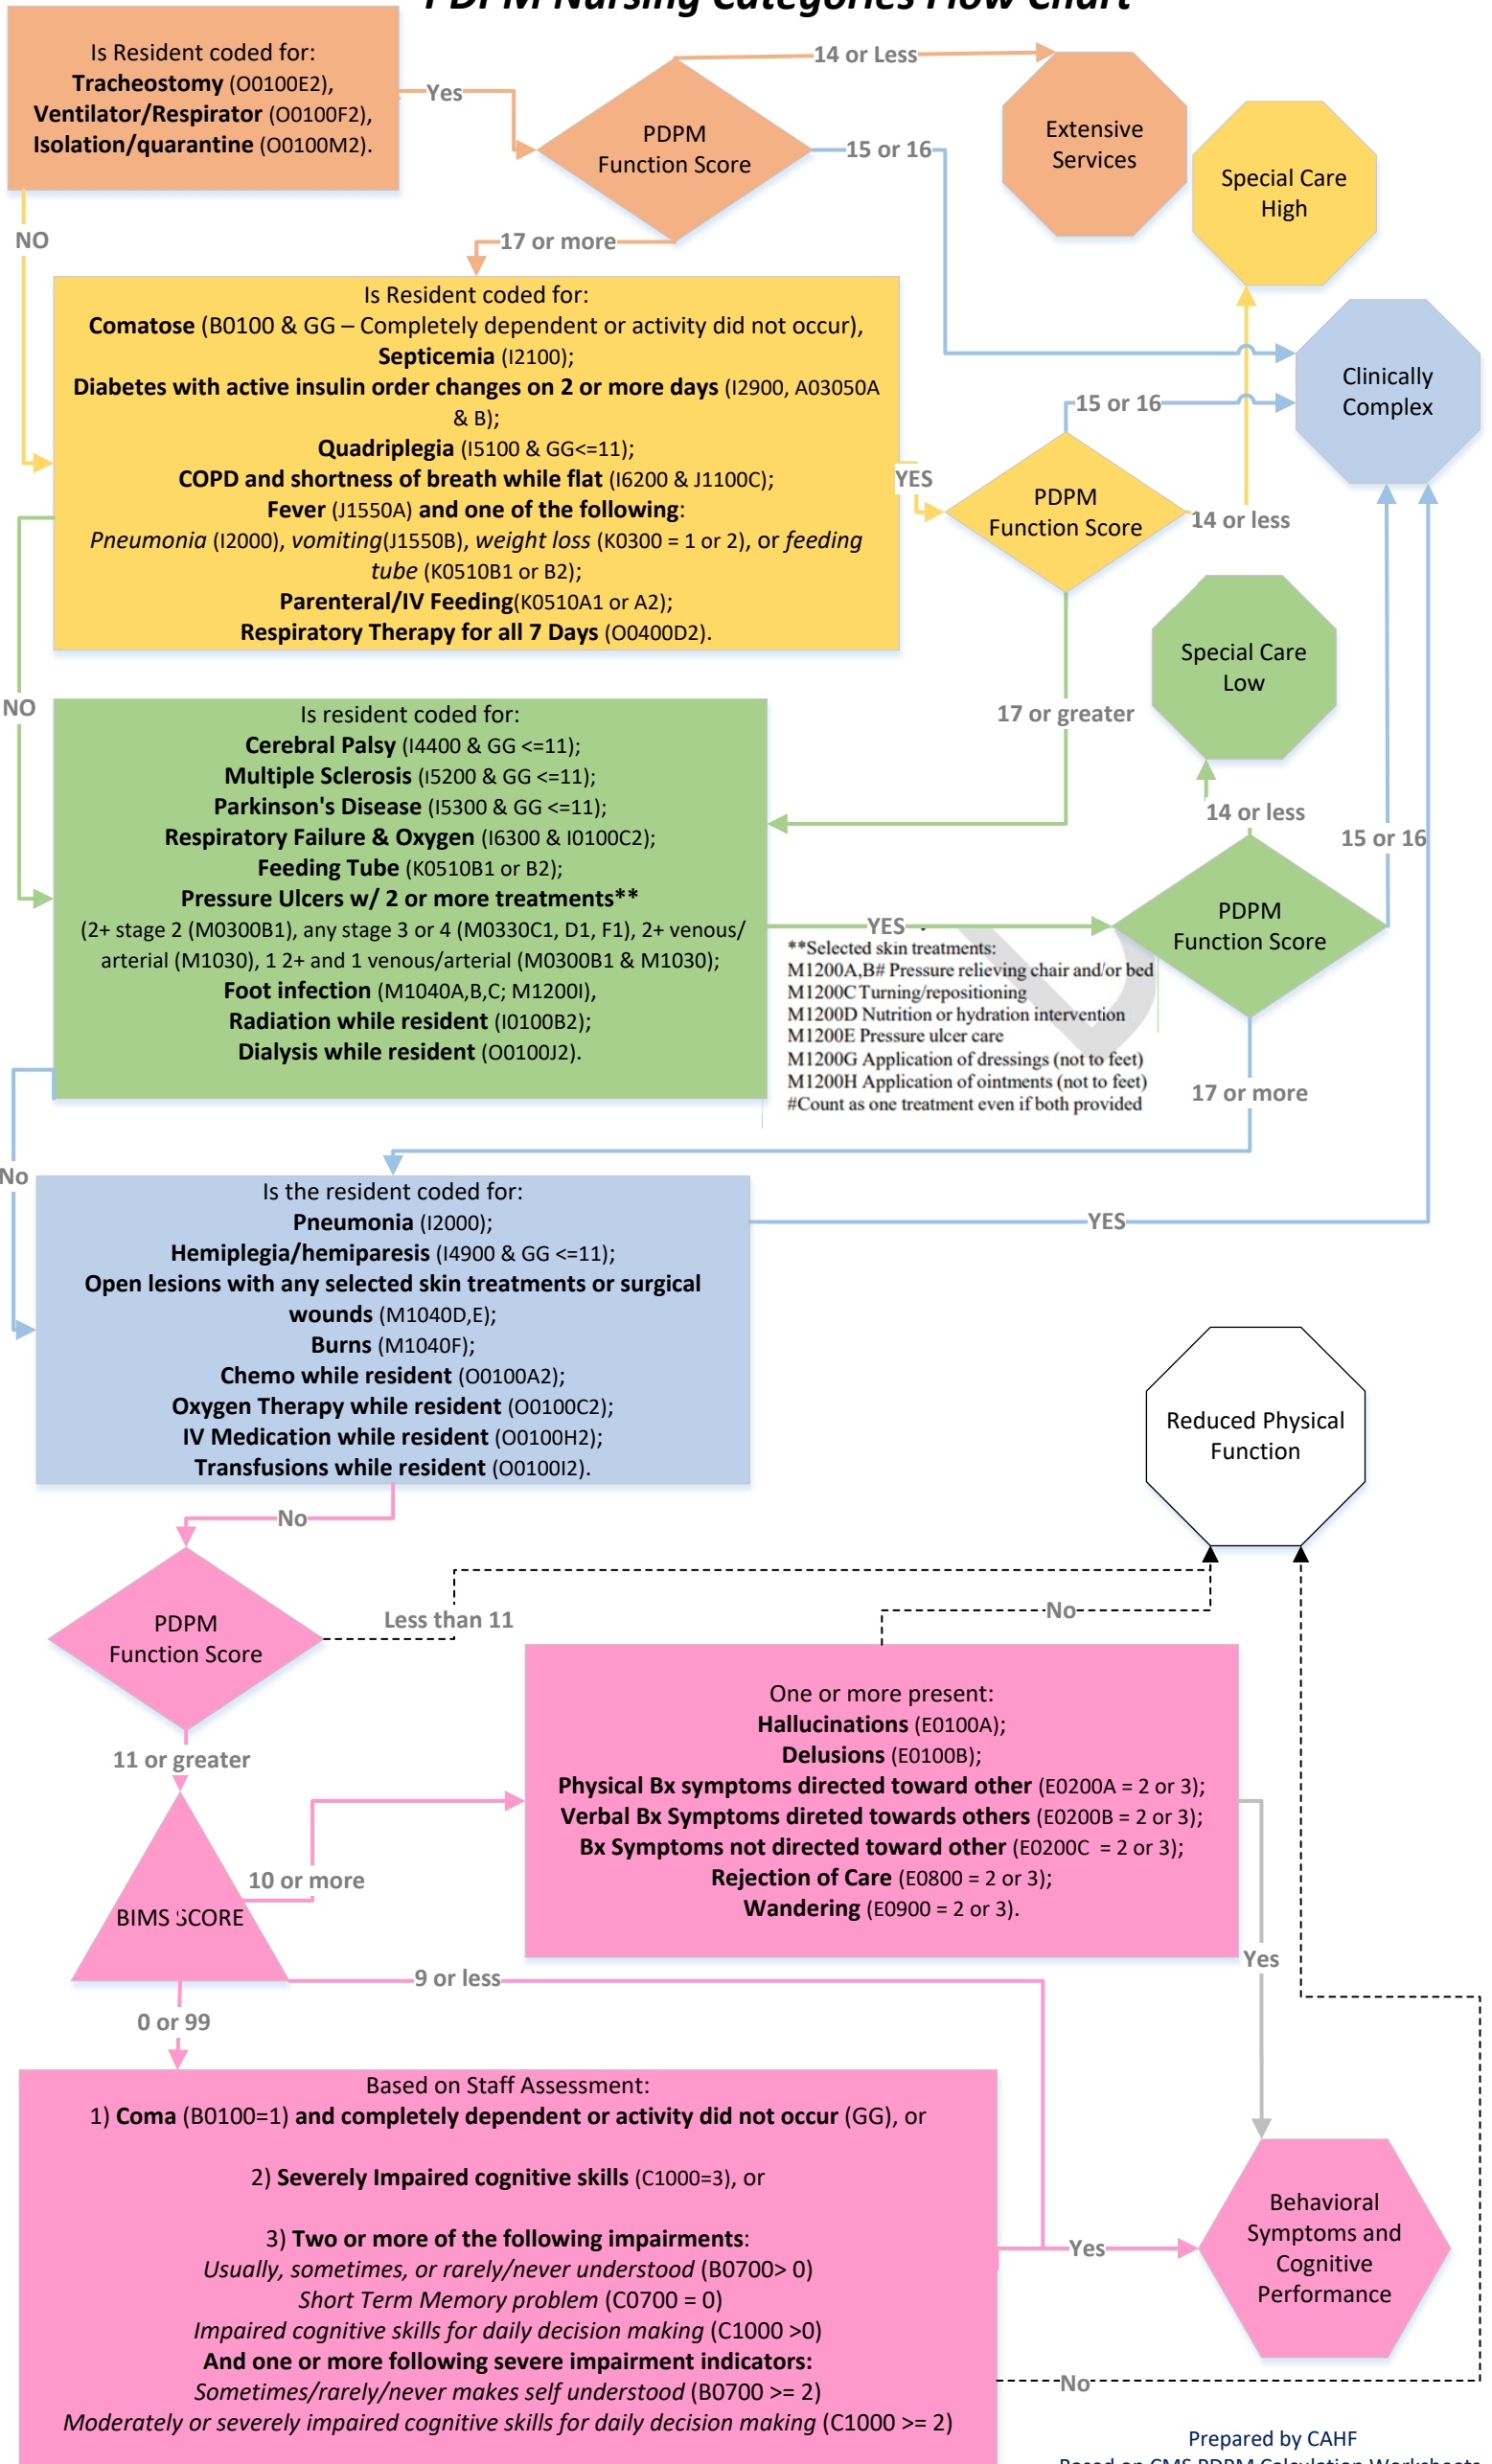 PDPM Nursing Categories Flow Chart
Is Resident coded for:
Tracheostomy (O0100E2),
Ventilator/Respirator (O0100F2),
Isolation/quarantine (O0100M2).
Yes
NO
PDPM
Function Score
14 or Less
15 or 16
17 or more
Extensive
Services
Special Care
High
Is Resident coded for:
Comatose (B0100 & GG – Completely dependent or activity did not occur),
Septicemia (I2100);
Diabetes with active insulin order changes on 2 or more days (I2900, A03050A
& B);
Quadriplegia (I5100 & GG<=11);
COPD and shortness of breath while flat (I6200 & J1100C);
Fever (J1550A) and one of the following:
Pneumonia (I2000), vomiting(J1550B), weight loss (K0300 = 1 or 2), or feeding
tube (K0510B1 or B2);
Parenteral/IV Feeding(K0510A1 or A2);
Respiratory Therapy for all 7 Days (O0400D2).
YES
NO
PDPM
Function Score
15 or 16
14 or less
17 or greater
Clinically
Complex
Special Care
Low
Is resident coded for:
Cerebral Palsy (I4400 & GG <=11);
Multiple Sclerosis (I5200 & GG <=11);
Parkinson's Disease (I5300 & GG <=11);
Respiratory Failure & Oxygen (I6300 & I0100C2);
Feeding Tube (K0510B1 or B2);
Pressure Ulcers w/ 2 or more treatments**
(2+ stage 2 (M0300B1), any stage 3 or 4 (M0330C1, D1, F1), 2+ venous/
arterial (M1030), 1 2+ and 1 venous/arterial (M0300B1 & M1030);
Foot infection (M1040A,B,C; M1200I),
Radiation while resident (I0100B2);
Dialysis while resident (O0100J2).
YES
No
**Selected skin treatments:
M1200A,B# Pressure relieving chair and/or bed
M1200C Turning/repositioning
M1200D Nutrition or hydration intervention
M1200E Pressure ulcer care
M1200G Application of dressings (not to feet)
M1200H Application of ointments (not to feet)
#Count as one treatment even if both provided
PDPM
Function Score
14 or less
15 or 16
17 or more
Is the resident coded for:
Pneumonia (I2000);
Hemiplegia/hemiparesis (I4900 & GG <=11);
Open lesions with any selected skin treatments or surgical
wounds (M1040D,E);
Burns (M1040F);
Chemo while resident (O0100A2);
Oxygen Therapy while resident (O0100C2);
IV Medication while resident (O0100H2);
Transfusions while resident (O0100I2).
YES
No
Reduced Physical
Function
PDPM
Function Score
Less than 11
11 or greater
No
One or more present:
Hallucinations (E0100A);
Delusions (E0100B);
Physical Bx symptoms directed toward other (E0200A = 2 or 3);
Verbal Bx Symptoms direted towards others (E0200B = 2 or 3);
Bx Symptoms not directed toward other (E0200C = 2 or 3);
Rejection of Care (E0800 = 2 or 3);
Wandering (E0900 = 2 or 3).
Yes
BIMS SCORE
10 or more
9 or less
0 or 99
Based on Staff Assessment:
1) Coma (B0100=1) and completely dependent or activity did not occur (GG), or
2) Severely Impaired cognitive skills (C1000=3), or
3) Two or more of the following impairments:
Usually, sometimes, or rarely/never understood (B0700> 0)
Short Term Memory problem (C0700 = 0)
Impaired cognitive skills for daily decision making (C1000 >0)
And one or more following severe impairment indicators:
Sometimes/rarely/never makes self understood (B0700 >= 2)
Moderately or severely impaired cognitive skills for daily decision making (C1000 >= 2)
Yes
No
Behavioral
Symptoms and
Cognitive
Performance
Prepared by CAHF
Based on CMS PDPM Calculation Worksheets